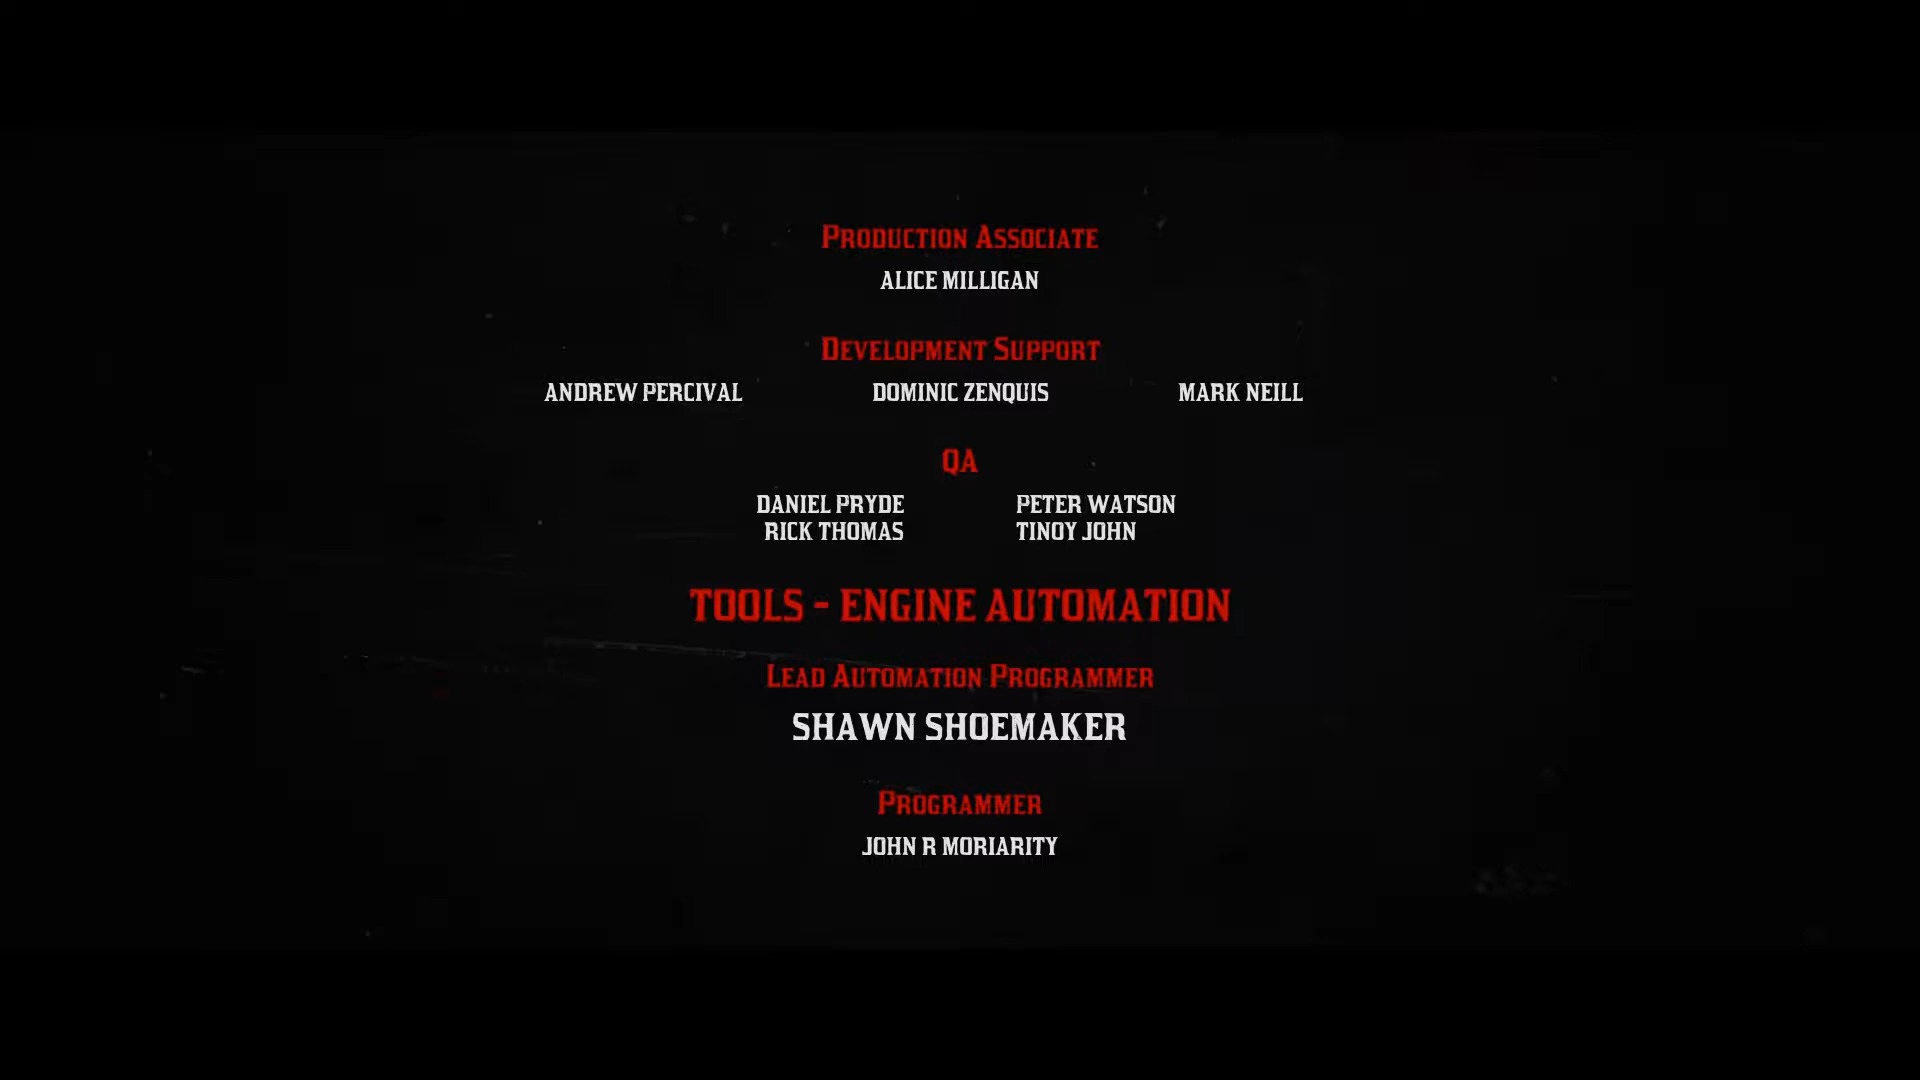 Production Associate
ALICE MILLIGAN
Development Support
ANDREW PERCIVAL DOMINIC ZENQUIS MARK NEILL
QA
DANIEL PRYDE PETER WATSON
RICK THOMAS TINOY JOHN
TOOLS - ENGINE AUTOMATION
Lead Automation Programmer
SHAWN SHOEMAKER
Programmer
JOHN R MORIARITY